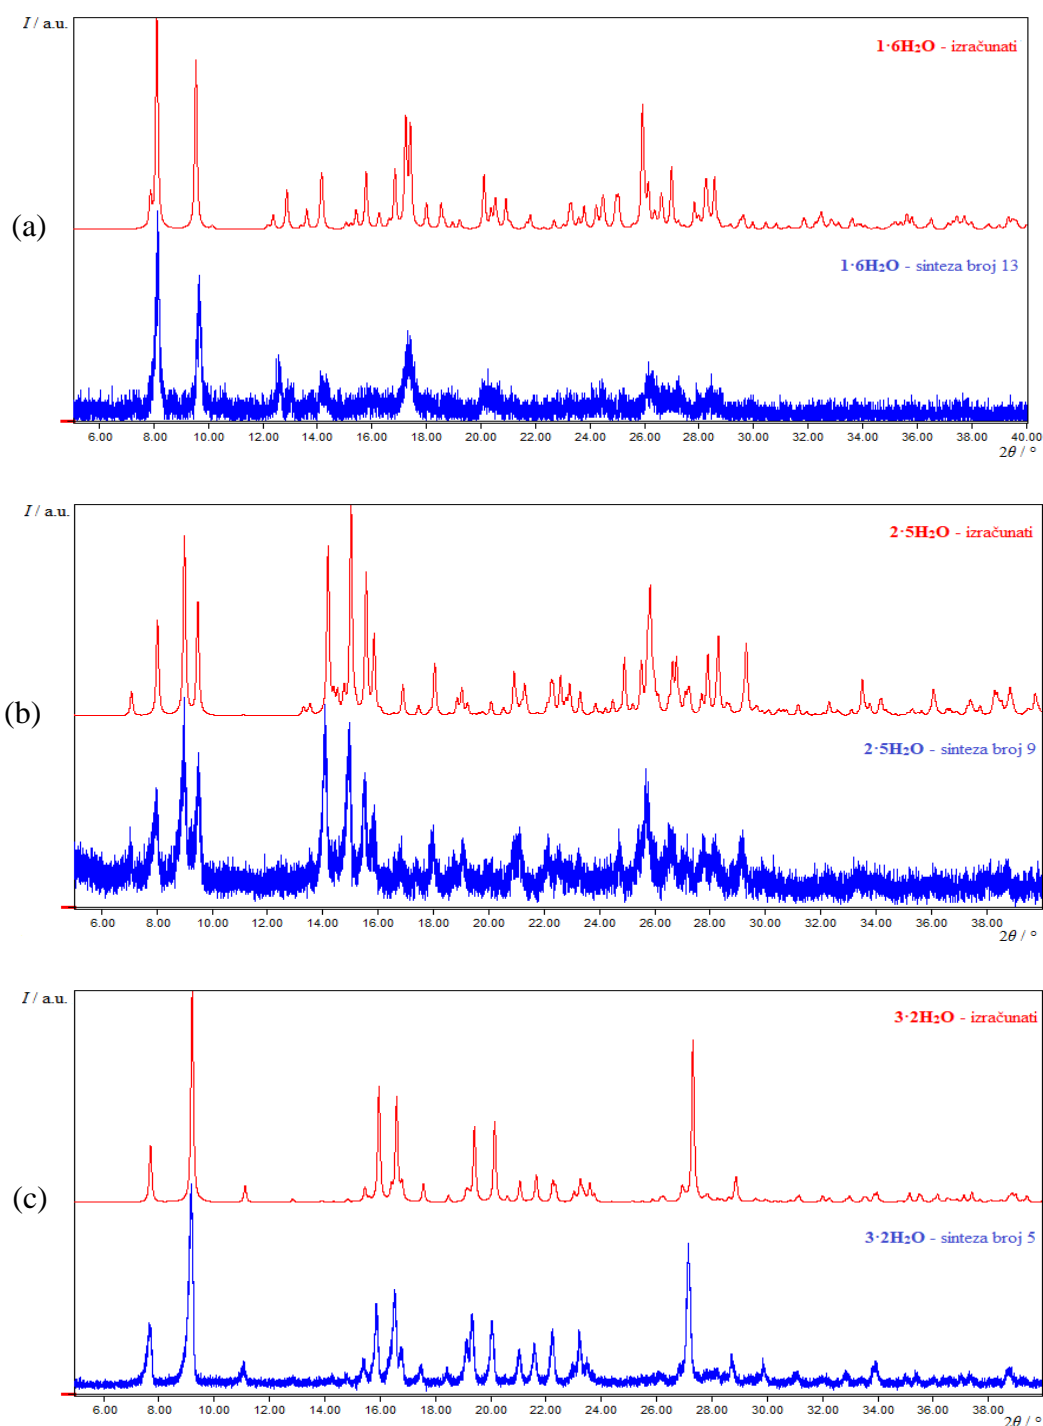 I / a.u.
1·6H₂O - izračunati
(a)
1·6H₂O - sinteza broj 13
6.00 8.00 10.00 12.00 14.00 16.00 18.00 20.00 22.00 24.00 26.00 28.00 30.00 32.00 34.00 36.00 38.00 40.00
2θ / °
I / a.u.
2·5H₂O - izračunati
(b)
2·5H₂O - sinteza broj 9
6.00 8.00 10.00 12.00 14.00 16.00 18.00 20.00 22.00 24.00 26.00 28.00 30.00 32.00 34.00 36.00 38.00
2θ / °
I / a.u.
3·2H₂O - izračunati
(c)
3·2H₂O - sinteza broj 5
6.00 8.00 10.00 12.00 14.00 16.00 18.00 20.00 22.00 24.00 26.00 28.00 30.00 32.00 34.00 36.00 38.00
2θ / °